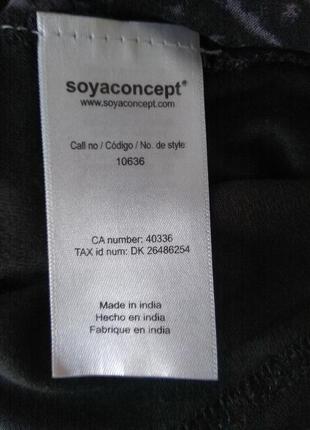 soyaconcept®
www.soyaconcept.com
Call no / Código / No. de style
10636
CA number: 40336
TAX id num: DK 26486254
Made in india
Hecho en india
Fabrique en india